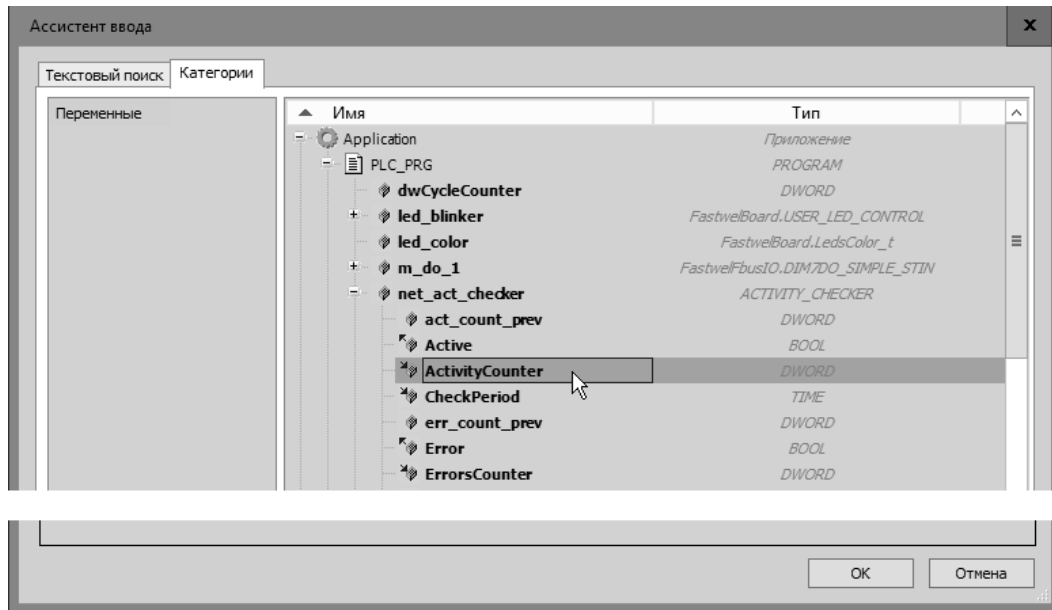 Ассистент ввода
x
Текстовый поиск Категории
Переменные
Имя Тип
Application Приложение
PLC_PRG PROGRAM
dwCycleCounter DWORD
led_blinker FastwelBoard.USER_LED_CONTROL
led_color FastwelBoard.LedsColor_t
m_do_1 FastwelFbusIO.DIM7DO_SIMPLE_STIN
net_act_checker ACTIVITY_CHECKER
act_count_prev DWORD
Active BOOL
ActivityCounter DWORD
CheckPeriod TIME
err_count_prev DWORD
Error BOOL
ErrorsCounter DWORD
OK Отмена